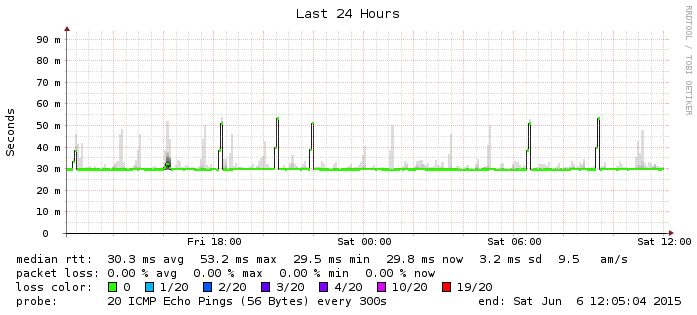 Last 24 Hours
RRDTOOL / TOBI OETIKER
Seconds
90 m
80 m
70 m
60 m
50 m
40 m
30 m
20 m
10 m
0
Fri 18:00 Sat 00:00 Sat 06:00 Sat 12:00
median rtt: 30.3 ms avg 53.2 ms max 29.5 ms min 29.8 ms now 3.2 ms sd 9.5 am/s
packet loss: 0.00 % avg 0.00 % max 0.00 % min 0.00 % now
loss color: 0 1/20 2/20 3/20 4/20 10/20 19/20
probe: 20 ICMP Echo Pings (56 Bytes) every 300s end: Sat Jun 6 12:05:04 2015